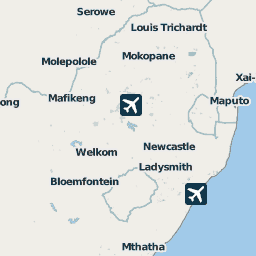 Serowe
Louis Trichardt
Mokopane
Molepolole
Xai-
Mafikeng
Maputo
ong
Newcastle
Welkom
Ladysmith
Bloemfontein
Mthatha